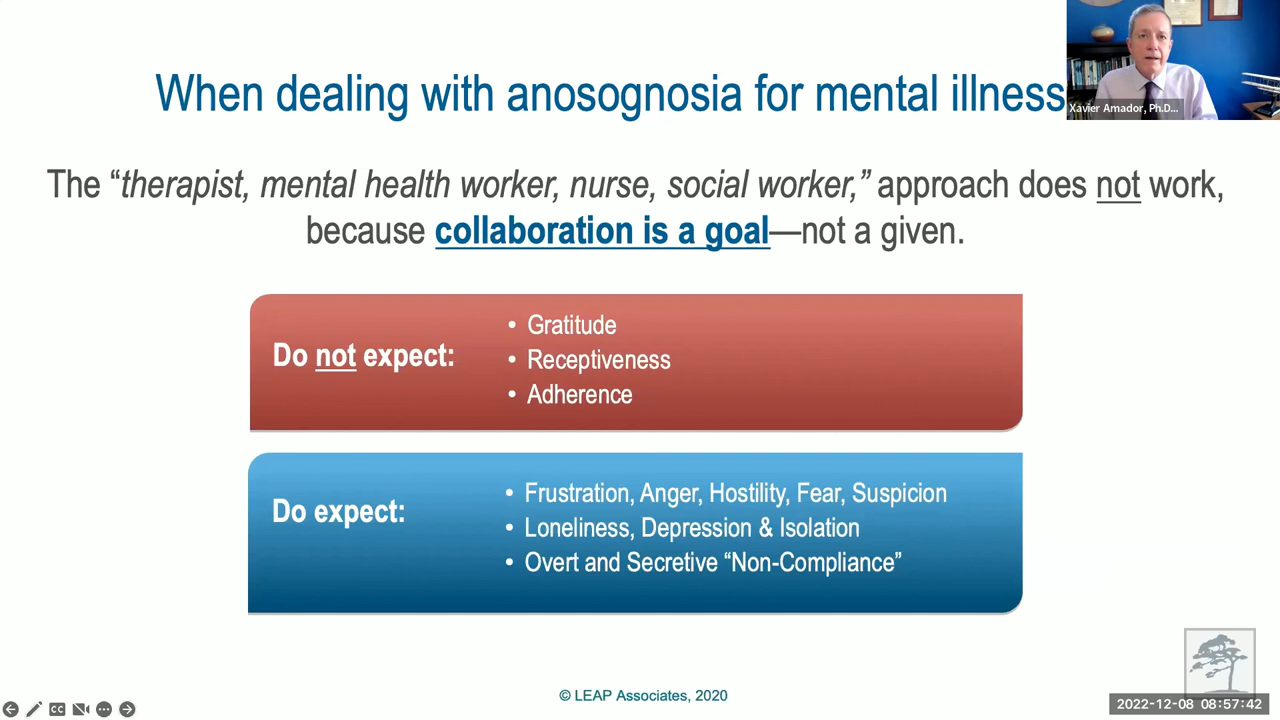 When dealing with anosognosia for mental illness
Xavier Amador, Ph.D...
The “therapist, mental health worker, nurse, social worker,” approach does not work,
because collaboration is a goal—not a given.
Do not expect:
• Gratitude
• Receptiveness
• Adherence
Do expect:
• Frustration, Anger, Hostility, Fear, Suspicion
• Loneliness, Depression & Isolation
• Overt and Secretive “Non-Compliance”
© LEAP Associates, 2020
CC
2022-12-08 08:57:42